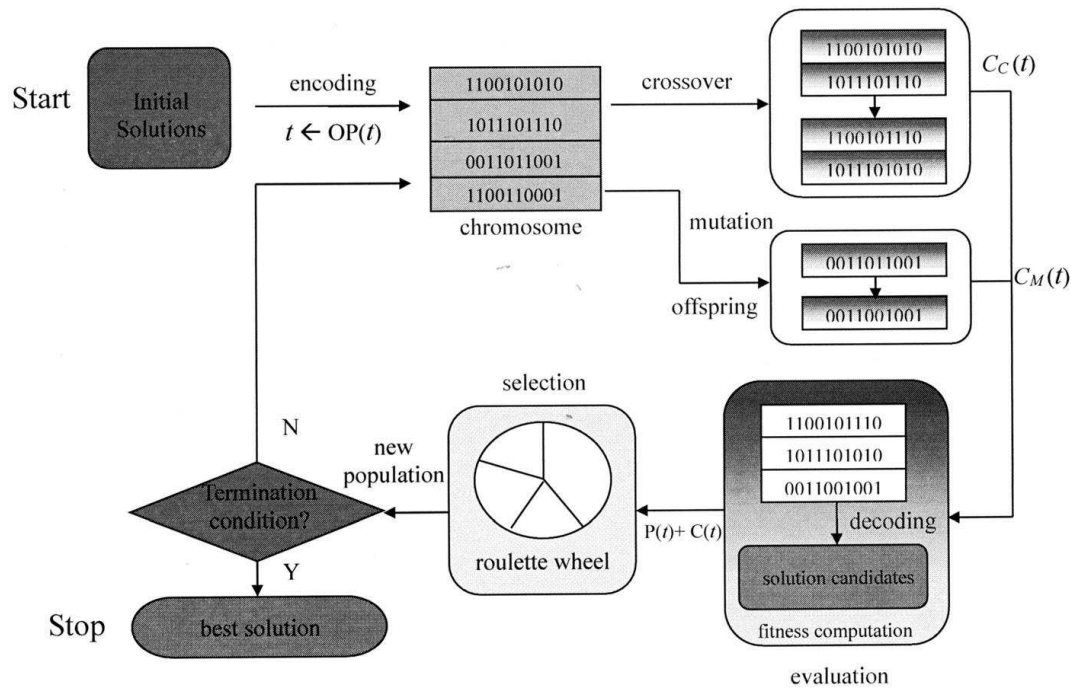 Start
Initial
Solutions
encoding
t ← OP(t)
1100101010
1011101110
0011011001
1100110001
chromosome
crossover
1100101010
1011101110
1100101110
1011101010
C_C(t)
mutation
offspring
0011011001
0011001001
C_M(t)
1100101110
1011101010
0011001001
decoding
solution candidates
fitness computation
evaluation
P(t)+ C(t)
selection
roulette wheel
new
population
Termination
condition?
N
Y
Stop
best solution